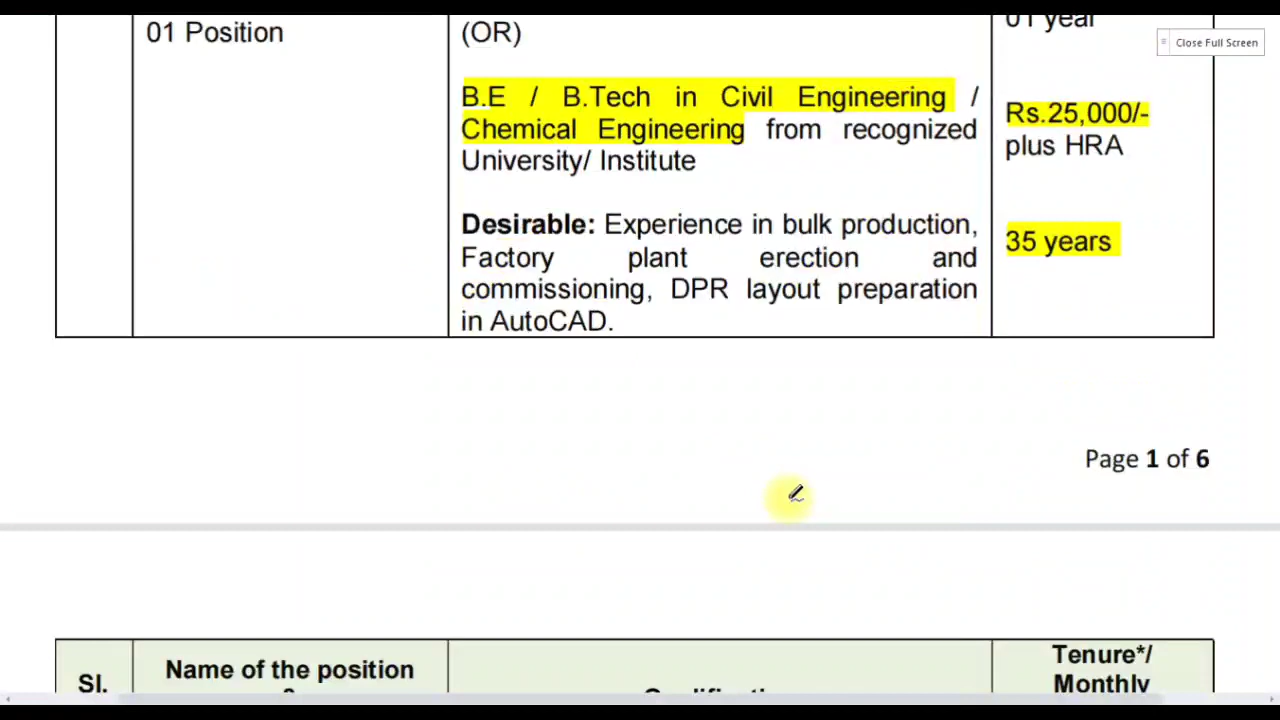 01 year
01 Position
(OR)
Close Full Screen
B.E / B.Tech in Civil Engineering /
Chemical Engineering from recognized
University/ Institute
Rs.25,000/-
plus HRA
Desirable: Experience in bulk production,
Factory plant erection and
commissioning, DPR layout preparation
in AutoCAD.
35 years
Page 1 of 6
Sl.
Name of the position
Tenure*/
Monthly